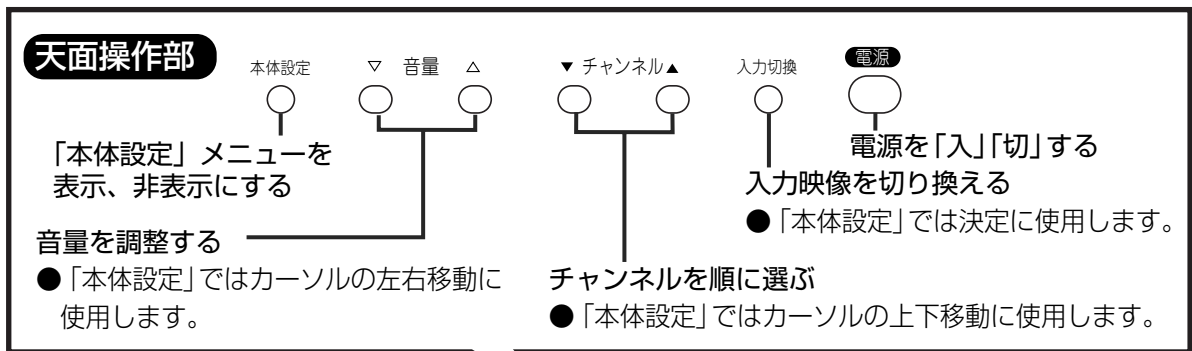 天面操作部
本体設定 ▽ 音量 △ ▼ チャンネル▲ 入力切換 電源
「本体設定」メニューを
表示、非表示にする
電源を「入」「切」する
入力映像を切り換える
●「本体設定」では決定に使用します。
音量を調整する
●「本体設定」ではカーソルの左右移動に
使用します。
チャンネルを順に選ぶ
●「本体設定」ではカーソルの上下移動に使用します。